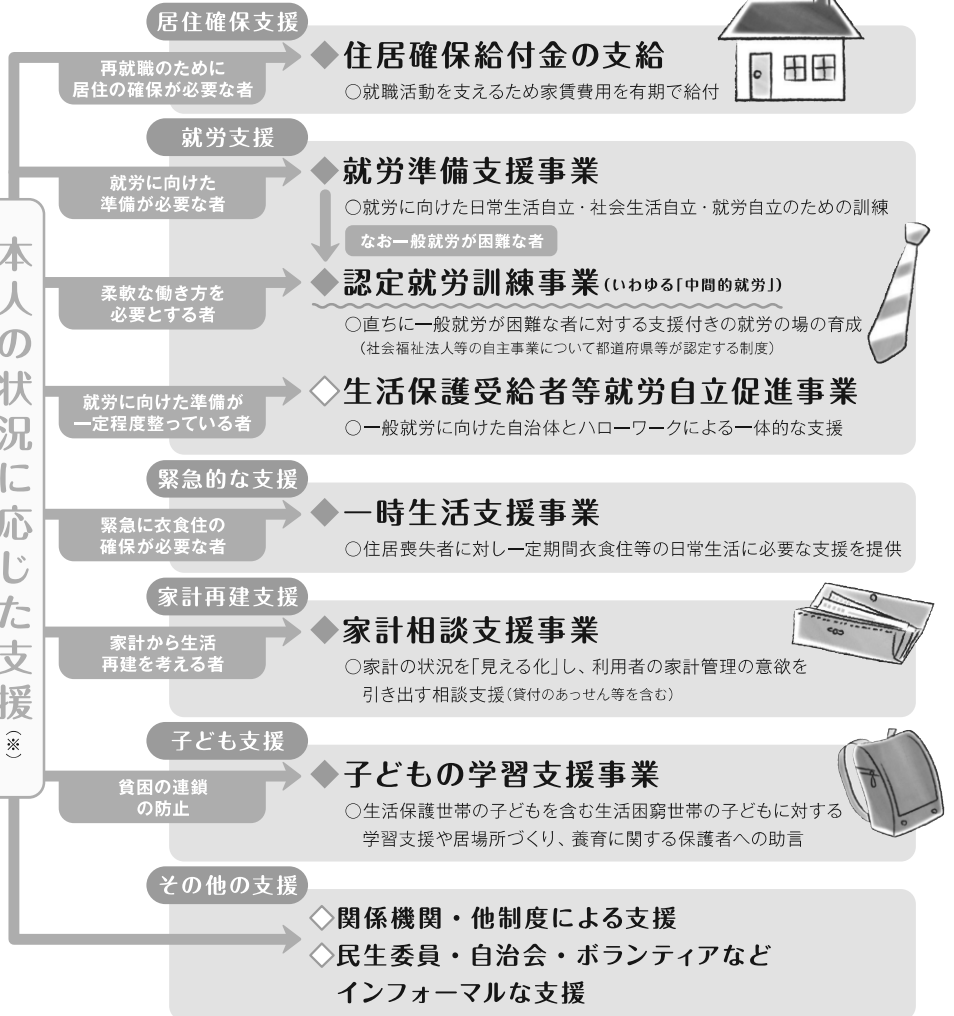 本人の状況に応じた支援(※)
居住確保支援
再就職のために
居住の確保が必要な者
◆住居確保給付金の支給
○就職活動を支えるため家賃費用を有期で給付
就労支援
就労に向けた
準備が必要な者
◆就労準備支援事業
○就労に向けた日常生活自立・社会生活自立・就労自立のための訓練
なお一般就労が困難な者
柔軟な働き方を
必要とする者
◆認定就労訓練事業(いわゆる「中間的就労」)
○直ちに一般就労が困難な者に対する支援付きの就労の場の育成
(社会福祉法人等の自主事業について都道府県等が認定する制度)
就労に向けた準備が
一定程度整っている者
◇生活保護受給者等就労自立促進事業
○一般就労に向けた自治体とハローワークによる一体的な支援
緊急的な支援
緊急に衣食住の
確保が必要な者
◆一時生活支援事業
○住居喪失者に対し一定期間衣食住等の日常生活に必要な支援を提供
家計再建支援
家計から生活
再建を考える者
◆家計相談支援事業
○家計の状況を「見える化」し、利用者の家計管理の意欲を
引き出す相談支援(貸付のあっせん等を含む)
子ども支援
貧困の連鎖
の防止
◆子どもの学習支援事業
○生活保護世帯の子どもを含む生活困窮世帯の子どもに対する
学習支援や居場所づくり、養育に関する保護者への助言
その他の支援
◇関係機関・他制度による支援
◇民生委員・自治会・ボランティアなど
インフォーマルな支援